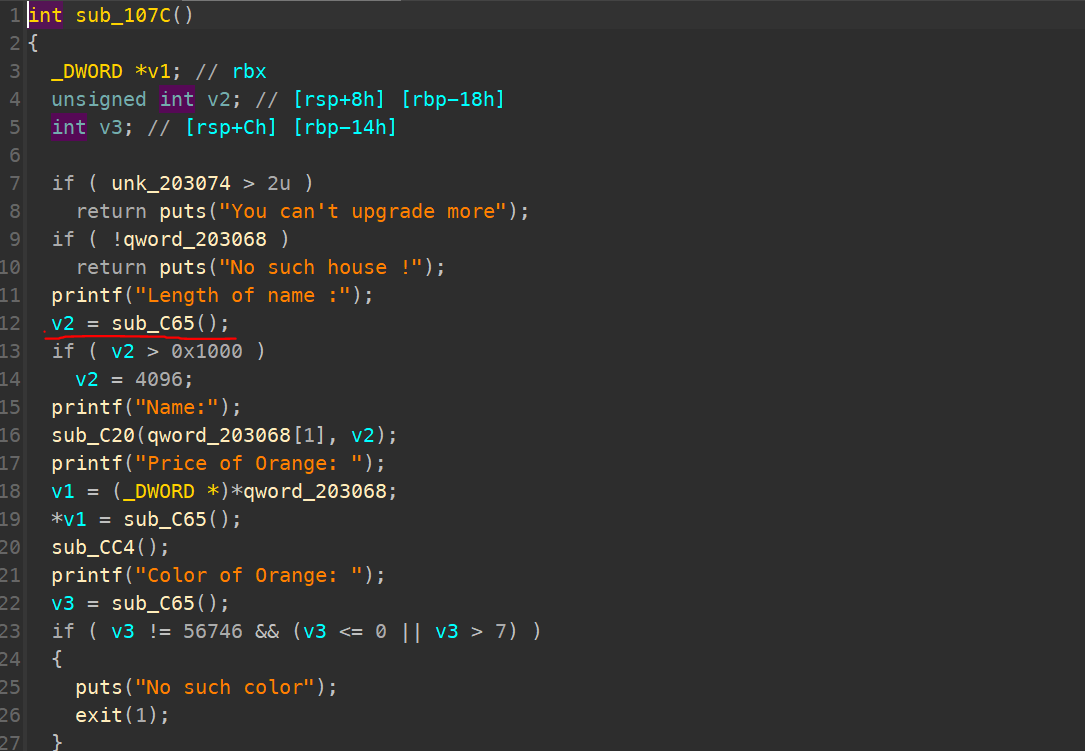 1 int sub_107C()
2 {
3 _DWORD *v1; // rbx
4 unsigned int v2; // [rsp+8h] [rbp-18h]
5 int v3; // [rsp+Ch] [rbp-14h]
6
7 if ( unk_203074 > 2u )
8 return puts("You can't upgrade more");
9 if ( !qword_203068 )
10 return puts("No such house !");
11 printf("Length of name :");
12 v2 = sub_C65();
13 if ( v2 > 0x1000 )
14 v2 = 4096;
15 printf("Name:");
16 sub_C20(qword_203068[1], v2);
17 printf("Price of Orange: ");
18 v1 = (_DWORD *)*qword_203068;
19 *v1 = sub_C65();
20 sub_CC4();
21 printf("Color of Orange: ");
22 v3 = sub_C65();
23 if ( v3 != 56746 && (v3 <= 0 || v3 > 7) )
24 {
25 puts("No such color");
26 exit(1);
27 }